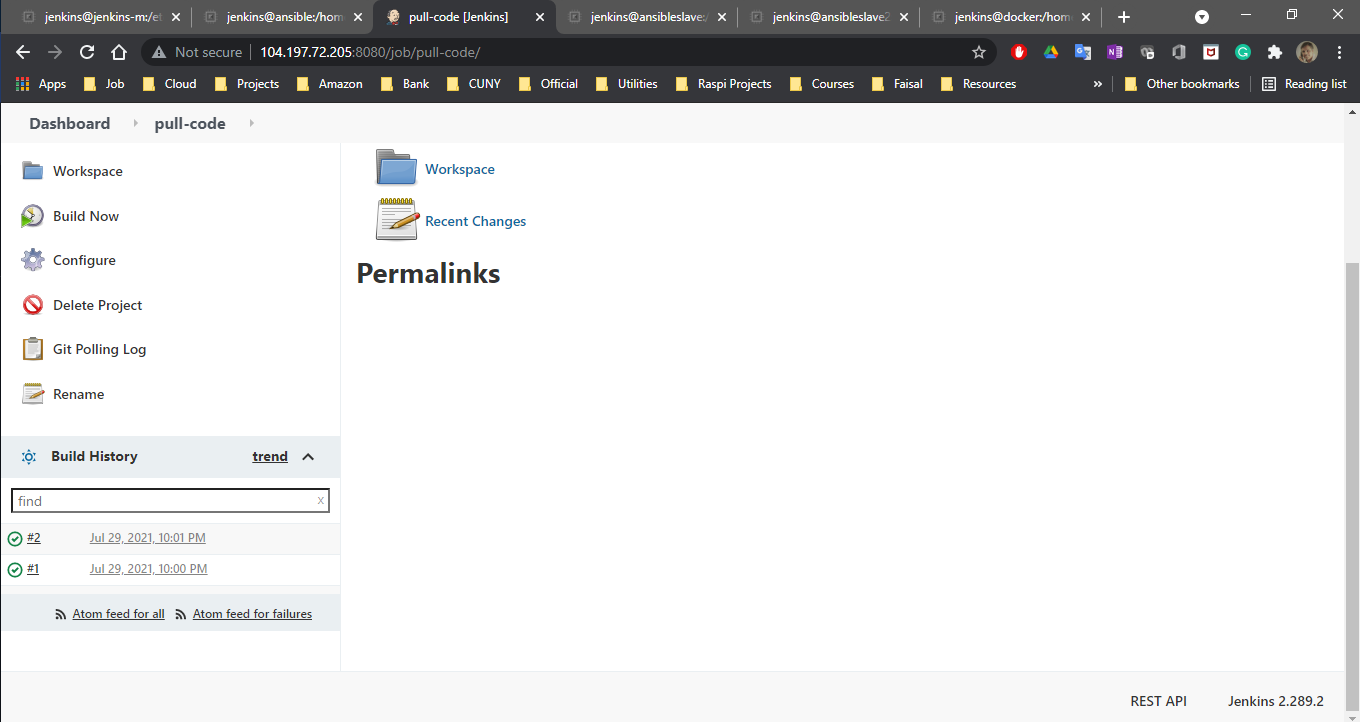 jenkins@jenkins-m:/et
jenkins@ansible:/hom
pull-code [Jenkins]
jenkins@ansibleslave:/
jenkins@ansibleslave2
jenkins@docker:/home
Not secure | 104.197.72.205:8080/job/pull-code/
Apps Job Cloud Projects Amazon Bank CUNY Official Utilities Raspi Projects Courses Faisal Resources » Other bookmarks Reading list
Dashboard pull-code
Workspace
Build Now
Configure
Delete Project
Git Polling Log
Rename
Build History trend
find x
#2 Jul 29, 2021, 10:01 PM
#1 Jul 29, 2021, 10:00 PM
Atom feed for all Atom feed for failures
Workspace
Recent Changes
Permalinks
REST API Jenkins 2.289.2